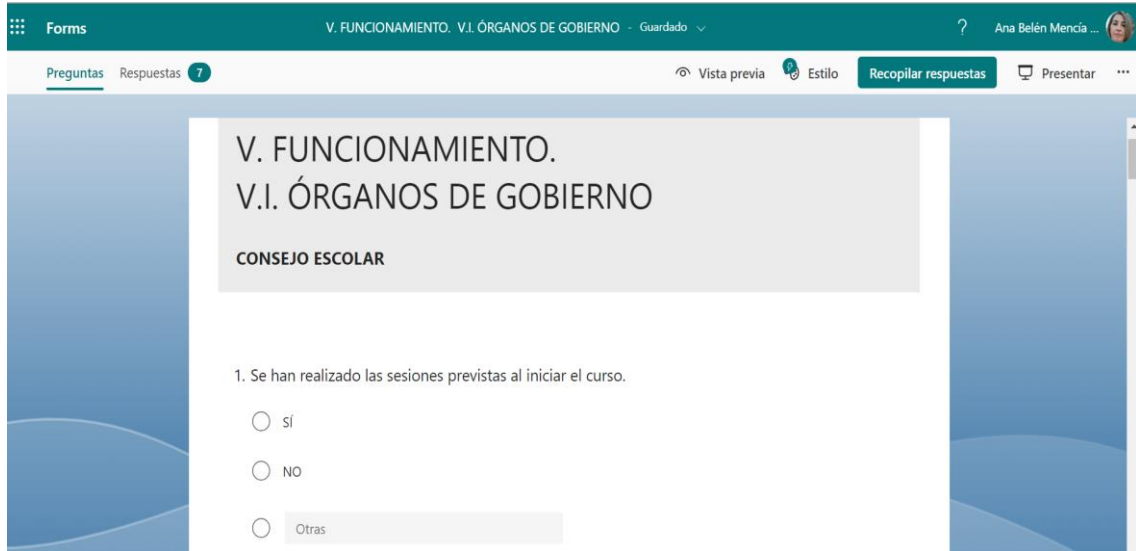 Forms
V. FUNCIONAMIENTO. V.I. ÓRGANOS DE GOBIERNO - Guardado
?
Ana Belén Mencía ...
Preguntas
Respuestas 7
Vista previa
Estilo
Recopilar respuestas
Presentar
...
V. FUNCIONAMIENTO.
V.I. ÓRGANOS DE GOBIERNO
CONSEJO ESCOLAR
1. Se han realizado las sesiones previstas al iniciar el curso.
SÍ
NO
Otras